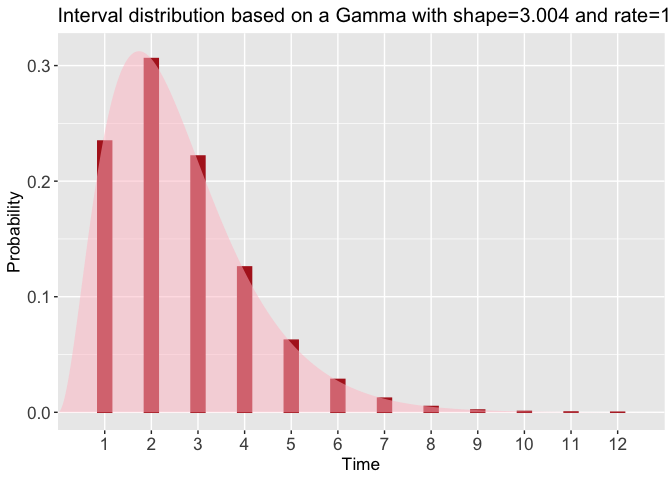 Interval distribution based on a Gamma with shape=3.004 and rate=1
0.3
0.2
0.1
0.0
Probability
1 2 3 4 5 6 7 8 9 10 11 12
Time